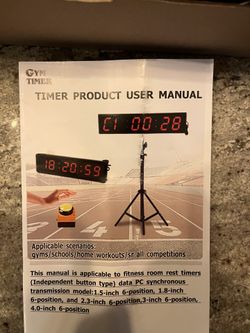 GYM
TIMER
TIMER PRODUCT USER MANUAL
C1 00:28
18:20:59
Applicable scenarios:
gyms/schools/home workouts/sr all competitions
This manual is applicable to fitness room rest timers
(Independent button type) data PC synchronous
transmission model:1.5-inch 6-position, 1.8-inch
6-position, and 2.3-inch 6-position,3-inch 6-position,
4.0-inch 6-position